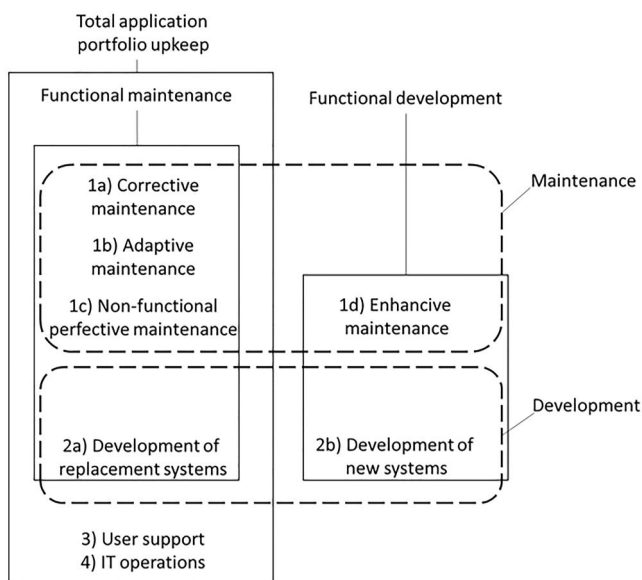 Total application
portfolio upkeep
Functional maintenance
Functional development
1a) Corrective
maintenance
Maintenance
1b) Adaptive
maintenance
1c) Non-functional
perfective maintenance
1d) Enhancive
maintenance
Development
2a) Development of
replacement systems
2b) Development of
new systems
3) User support
4) IT operations